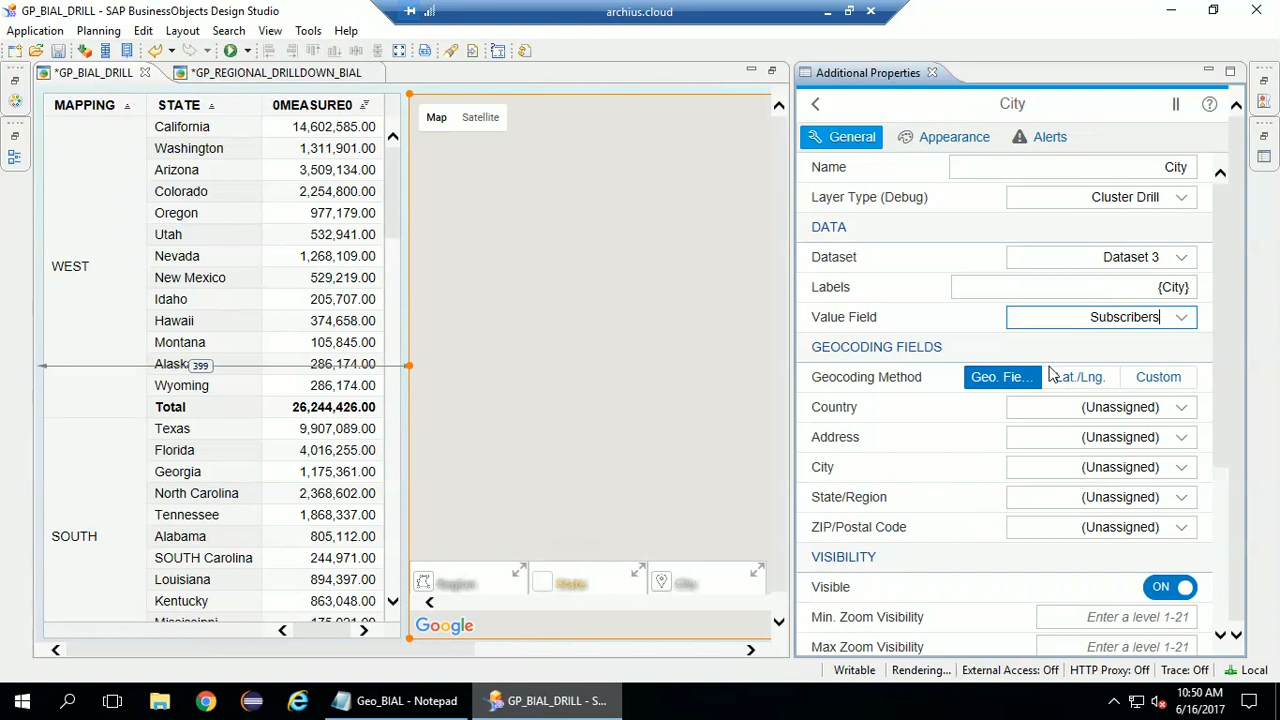 GP_BIAL_DRILL - SAP BusinessObjects Design Studio
archius.cloud
Application Planning Edit Layout Search View Tools Help
*GP_BIAL_DRILL
*GP_REGIONAL_DRILLDOWN_BIAL
Additional Properties
MAPPING STATE 0MEASURE0
WEST
California 14,602,585.00
Washington 1,311,901.00
Arizona 3,509,134.00
Colorado 2,254,800.00
Oregon 977,179.00
Utah 532,941.00
Nevada 1,268,109.00
New Mexico 529,219.00
Idaho 205,707.00
Hawaii 374,658.00
Montana 105,845.00
Alaska 286,174.00
399
Wyoming 286,174.00
Total 26,244,426.00
SOUTH
Texas 9,907,089.00
Florida 4,016,255.00
Georgia 1,175,361.00
North Carolina 2,368,602.00
Tennessee 1,868,337.00
Alabama 805,112.00
SOUTH Carolina 244,971.00
Louisiana 894,397.00
Kentucky 863,048.00
Map Satellite
Region State City
Google
City
General Appearance Alerts
Name City
Layer Type (Debug) Cluster Drill
DATA
Dataset Dataset 3
Labels {City}
Value Field Subscribers
GEOCODING FIELDS
Geocoding Method Geo. Fie... Lat./Lng. Custom
Country (Unassigned)
Address (Unassigned)
City (Unassigned)
State/Region (Unassigned)
ZIP/Postal Code (Unassigned)
VISIBILITY
Visible ON
Min. Zoom Visibility Enter a level 1-21
Max Zoom Visibility Enter a level 1-21
Writable Rendering... External Access: Off HTTP Proxy: Off Trace: Off Local
Geo_BIAL - Notepad
GP_BIAL_DRILL - S...
10:50 AM
6/16/2017